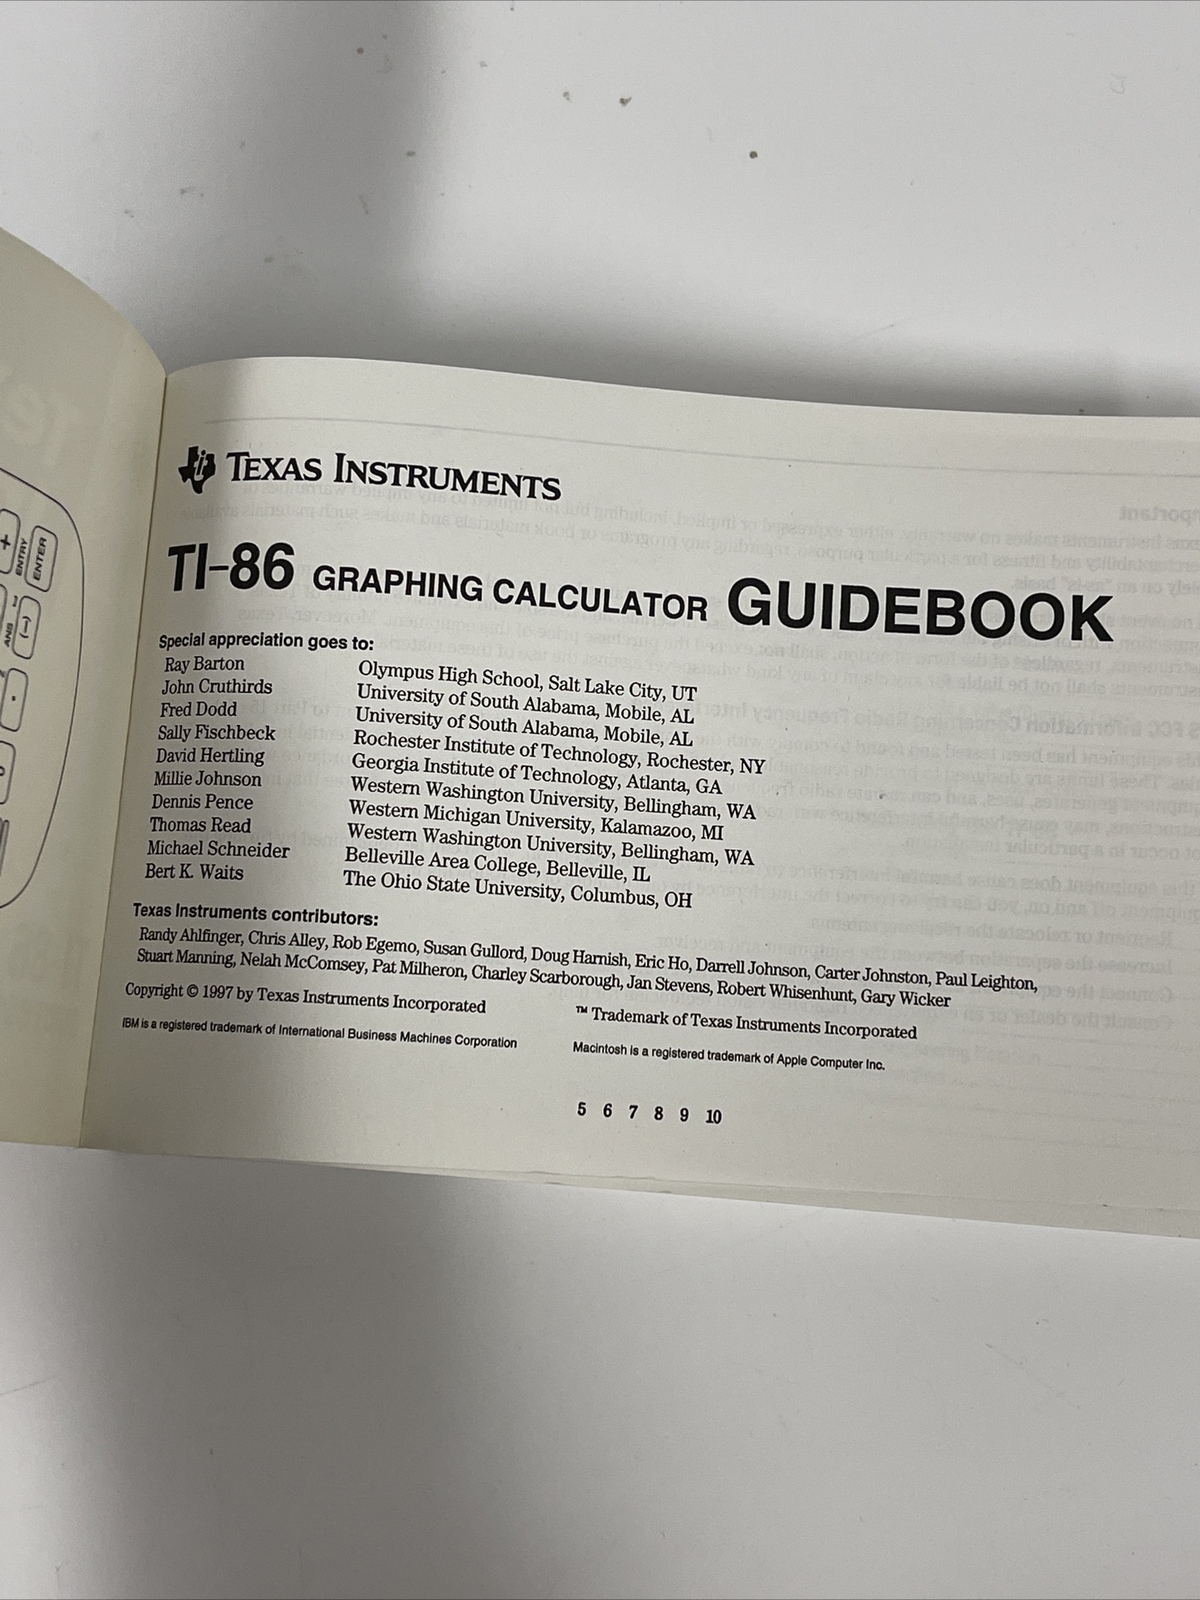 TEXAS INSTRUMENTS
TI-86 GRAPHING CALCULATOR GUIDEBOOK
Special appreciation goes to:
Ray Barton Olympus High School, Salt Lake City, UT
John Cruthirds University of South Alabama, Mobile, AL
Fred Dodd University of South Alabama, Mobile, AL
Sally Fischbeck Rochester Institute of Technology, Rochester, NY
David Hertling Georgia Institute of Technology, Atlanta, GA
Millie Johnson Western Washington University, Bellingham, WA
Dennis Pence Western Michigan University, Kalamazoo, MI
Thomas Read Western Washington University, Bellingham, WA
Michael Schneider Belleville Area College, Belleville, IL
Bert K. Waits The Ohio State University, Columbus, OH
Texas Instruments contributors:
Randy Ahlfinger, Chris Alley, Rob Egemo, Susan Gullord, Doug Harnish, Eric Ho, Darrell Johnson, Carter Johnston, Paul Leighton,
Stuart Manning, Nelah McComsey, Pat Milheron, Charley Scarborough, Jan Stevens, Robert Whisenhunt, Gary Wicker
Copyright © 1997 by Texas Instruments Incorporated
™ Trademark of Texas Instruments Incorporated
IBM is a registered trademark of International Business Machines Corporation
Macintosh is a registered trademark of Apple Computer Inc.
5 6 7 8 9 10
+
ENTRY
ENTER
ANS
(−)